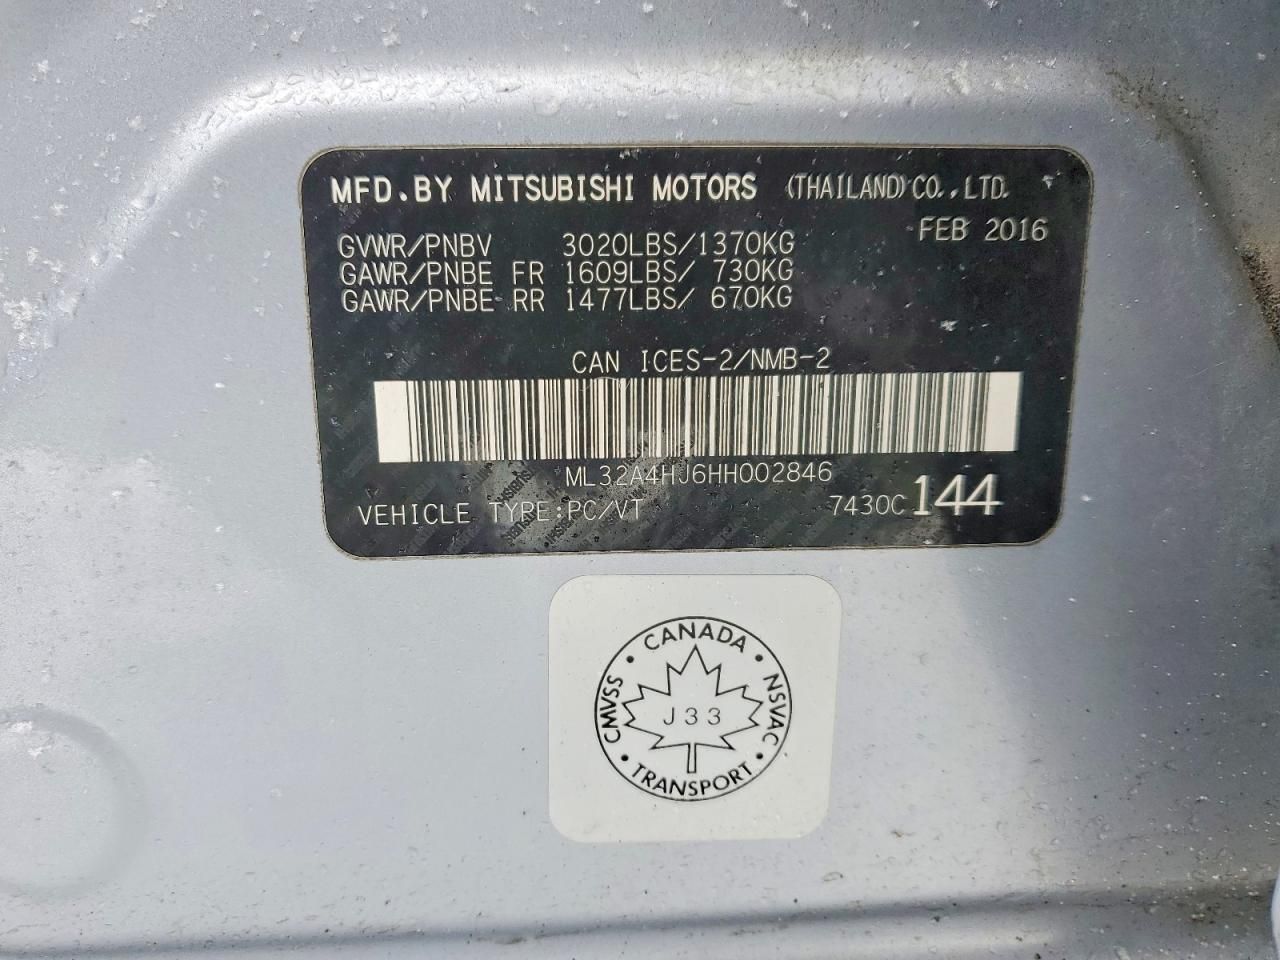 MFD.BY MITSUBISHI MOTORS (THAILAND)CO.,LTD.
FEB 2016
GVWR/PNBV 3020LBS/1370KG
GAWR/PNBE FR 1609LBS/ 730KG
GAWR/PNBE RR 1477LBS/ 670KG
CAN ICES-2/NMB-2
ML32A4HJ6HH002846
VEHICLE TYPE:PC/VT 7430C 144
CANADA
CMVSS • NSVAC
J33
TRANSPORT